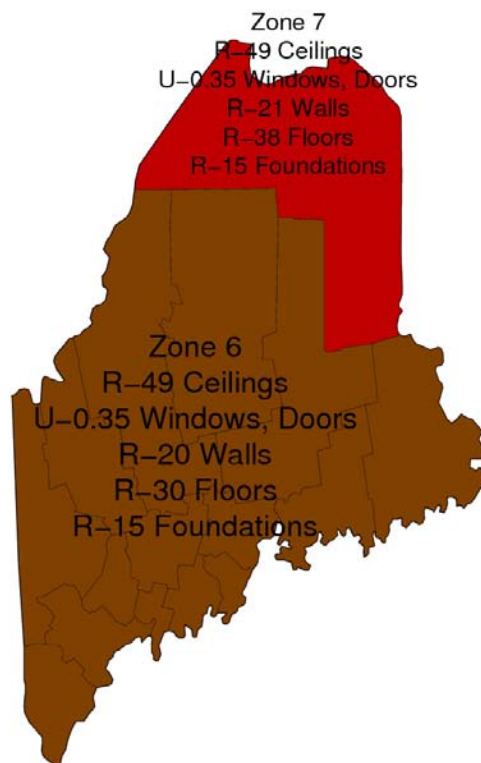 Zone 7
R−49 Ceilings
U−0.35 Windows, Doors
R−21 Walls
R−38 Floors
R−15 Foundations
Zone 6
R−49 Ceilings
U−0.35 Windows, Doors
R−20 Walls
R−30 Floors
R−15 Foundations